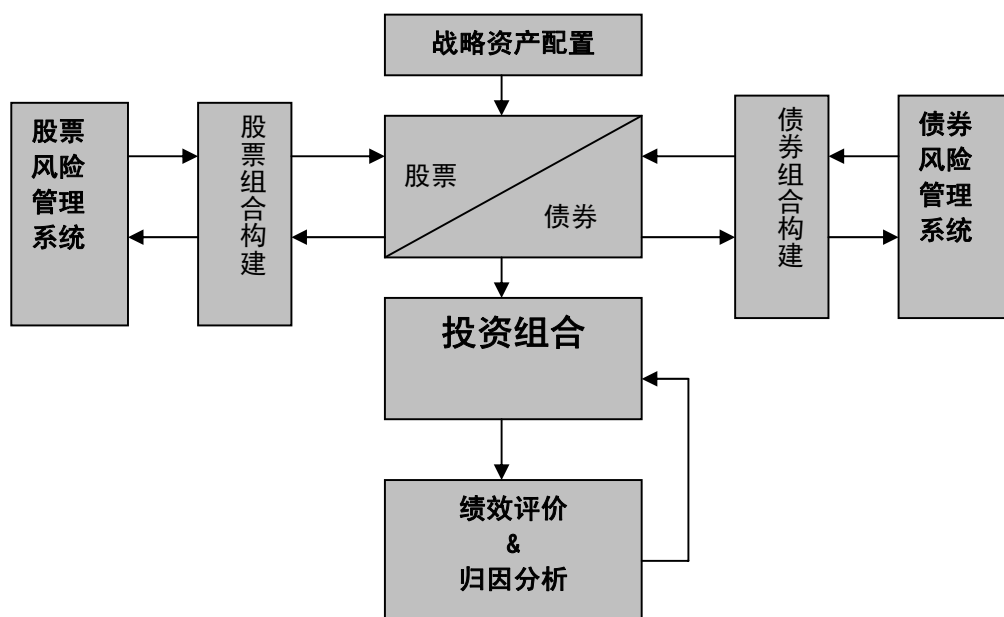 战略资产配置
股票
风险
管理
系统
股票组合构建
股票
债券
债券组合构建
债券
风险
管理
系统
投资组合
绩效评价
&
归因分析